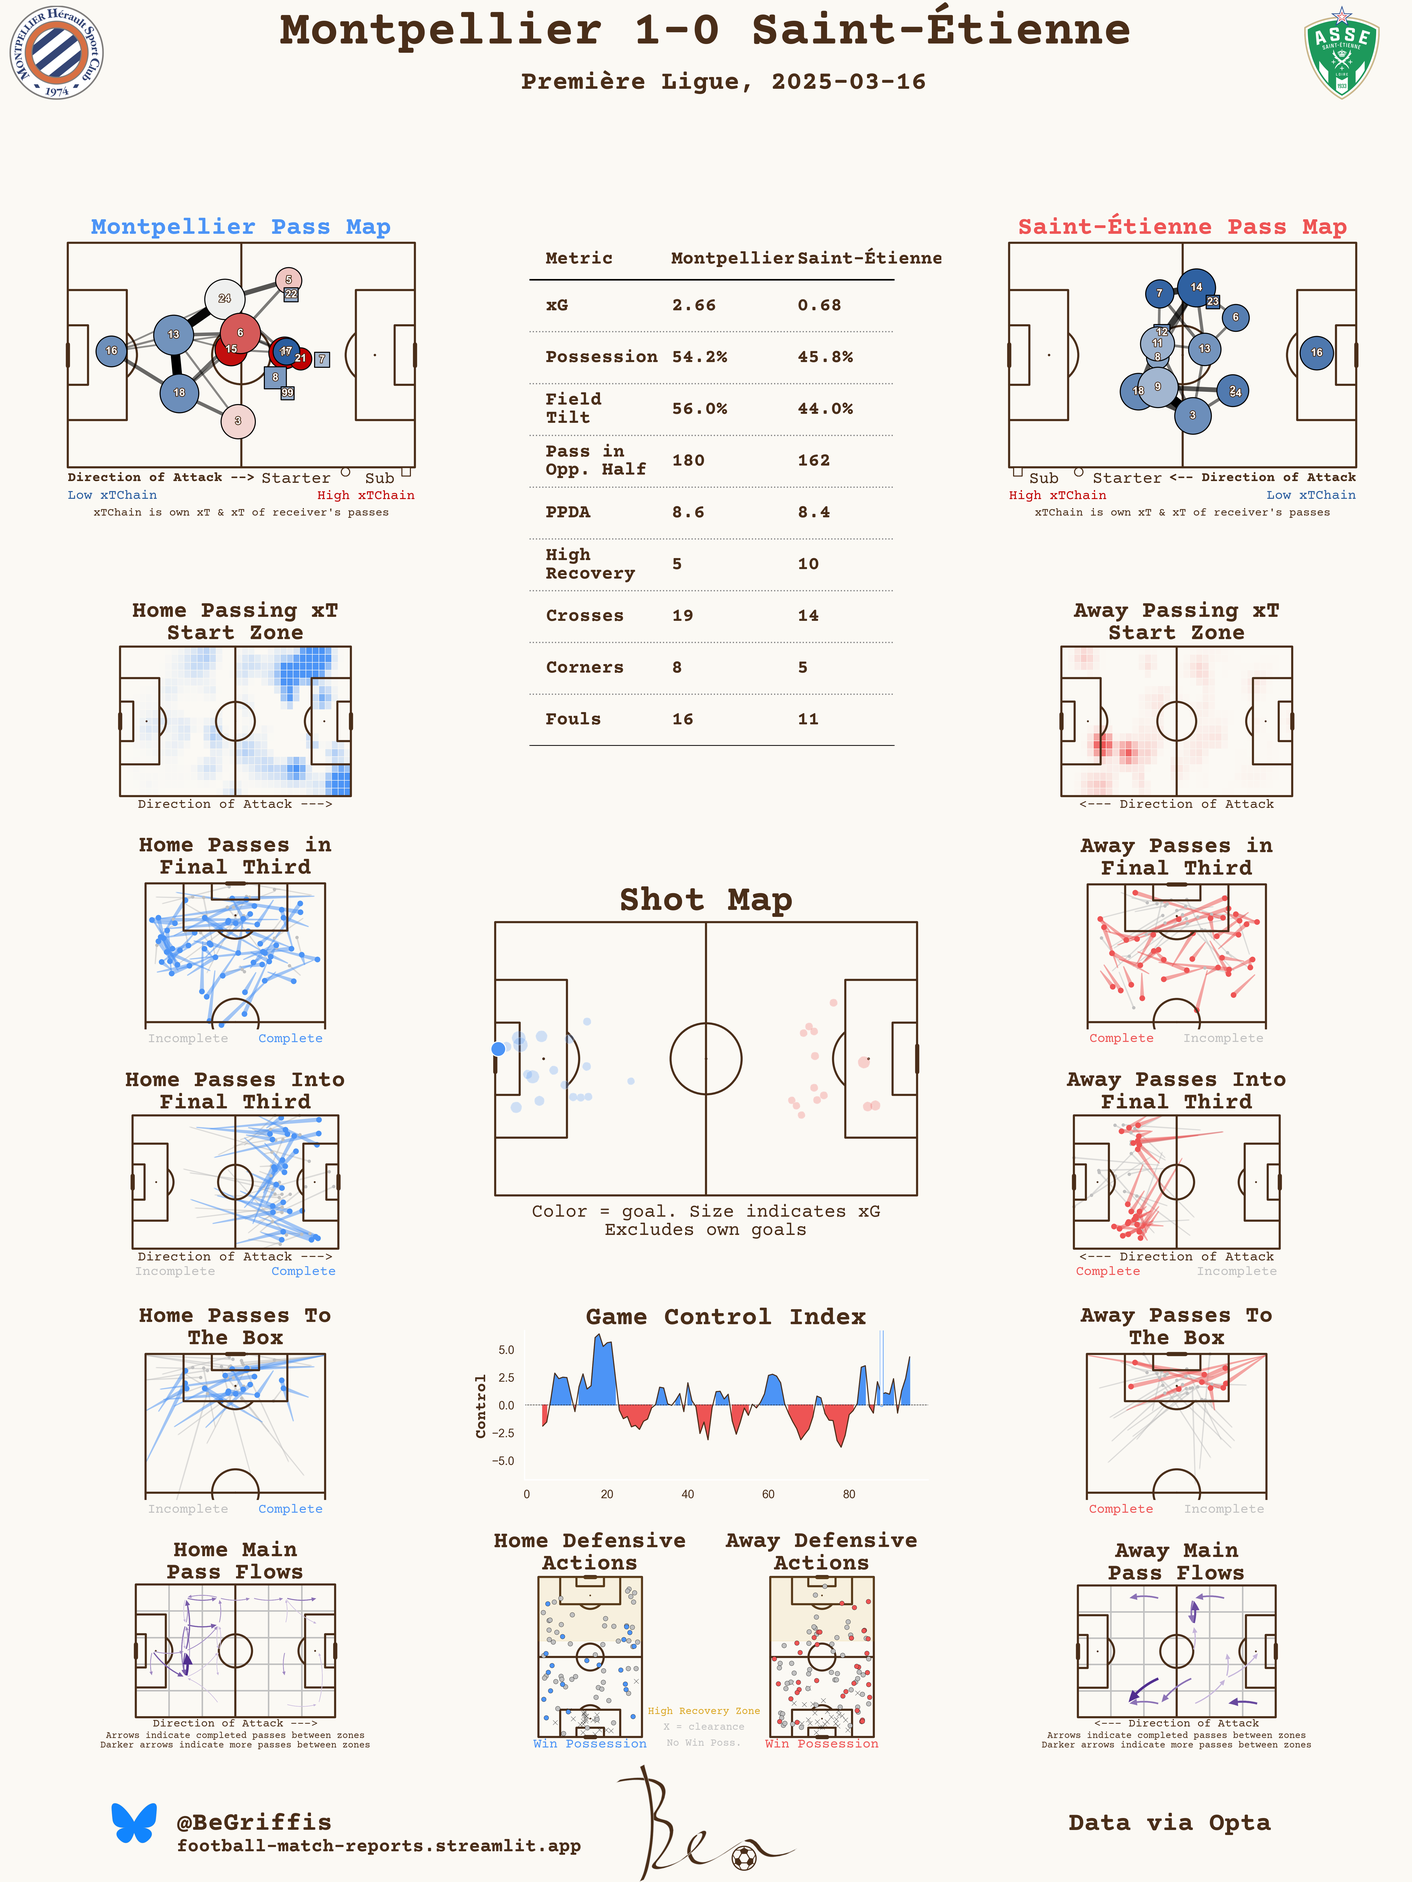 Montpellier 1-0 Saint-Étienne
Première Ligue, 2025-03-16
MONTPELLIER Hérault Sport Club
1974
ASSE
SAINT-ÉTIENNE
LOIRE
Montpellier Pass Map
16
13
18
24
6
15
3
5
22
17
21
7
8
99
Direction of Attack --> Starter Sub
Low xTChain High xTChain
xTChain is own xT & xT of receiver's passes
Metric Montpellier Saint-Étienne
xG 2.66 0.68
Possession 54.2% 45.8%
Field
Tilt 56.0% 44.0%
Pass in
Opp. Half 180 162
PPDA 8.6 8.4
High
Recovery 5 10
Crosses 19 14
Corners 8 5
Fouls 16 11
Saint-Étienne Pass Map
7
14
23
6
12
11
8
13
18
9
3
16
Sub Starter <-- Direction of Attack
High xTChain Low xTChain
xTChain is own xT & xT of receiver's passes
Home Passing xT
Start Zone
Direction of Attack --->
Away Passing xT
Start Zone
<--- Direction of Attack
Home Passes in
Final Third
Incomplete Complete
Away Passes in
Final Third
Complete Incomplete
Shot Map
Color = goal. Size indicates xG
Excludes own goals
Home Passes Into
Final Third
Direction of Attack --->
Incomplete Complete
Away Passes Into
Final Third
<--- Direction of Attack
Complete Incomplete
Home Passes To
The Box
Incomplete Complete
Game Control Index
Control
5.0
2.5
0.0
−2.5
−5.0
0 20 40 60 80
Away Passes To
The Box
Complete Incomplete
Home Main
Pass Flows
Direction of Attack --->
Arrows indicate completed passes between zones
Darker arrows indicate more passes between zones
Home Defensive
Actions
Win Possession
High Recovery Zone
X = clearance
No Win Poss.
Away Defensive
Actions
Win Possession
Away Main
Pass Flows
<--- Direction of Attack
Arrows indicate completed passes between zones
Darker arrows indicate more passes between zones
@BeGriffis
football-match-reports.streamlit.app
Ben
Data via Opta